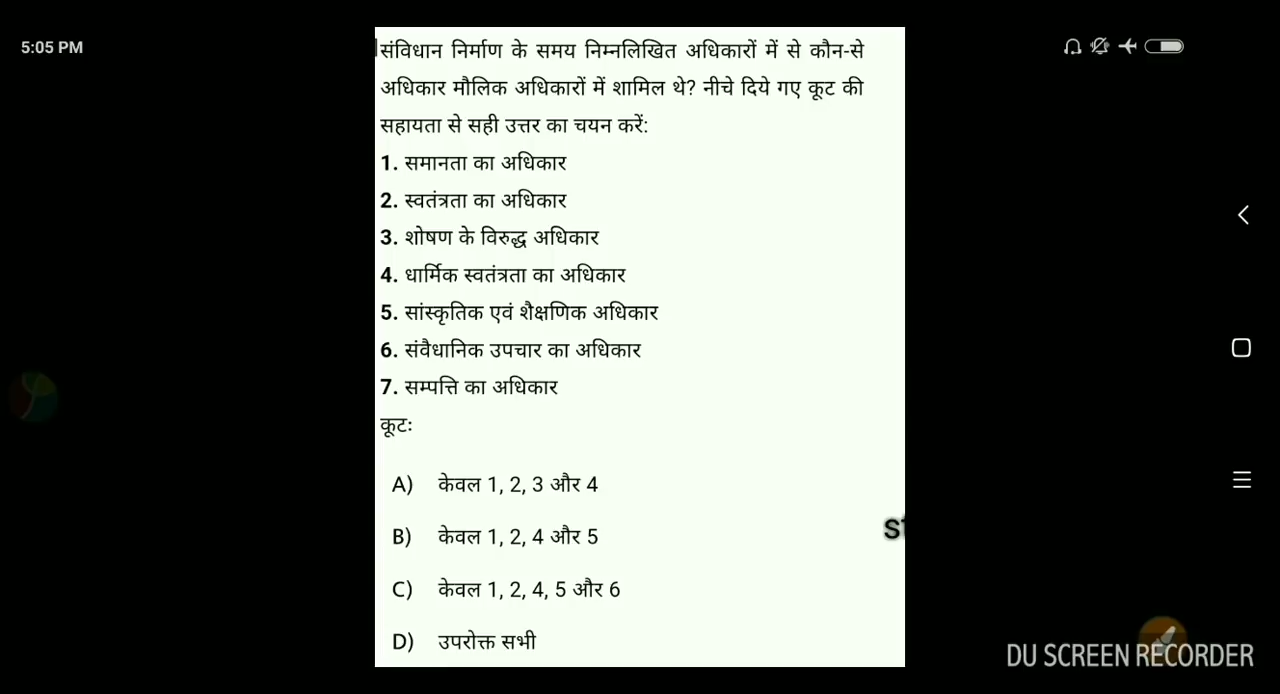 5:05 PM
संविधान निर्माण के समय निम्नलिखित अधिकारों में से कौन-से
अधिकार मौलिक अधिकारों में शामिल थे? नीचे दिये गए कूट की
सहायता से सही उत्तर का चयन करें:
1. समानता का अधिकार
2. स्वतंत्रता का अधिकार
3. शोषण के विरुद्ध अधिकार
4. धार्मिक स्वतंत्रता का अधिकार
5. सांस्कृतिक एवं शैक्षणिक अधिकार
6. संवैधानिक उपचार का अधिकार
7. सम्पत्ति का अधिकार
कूटः
A) केवल 1, 2, 3 और 4
B) केवल 1, 2, 4 और 5
C) केवल 1, 2, 4, 5 और 6
D) उपरोक्त सभी
DU SCREEN RECORDER